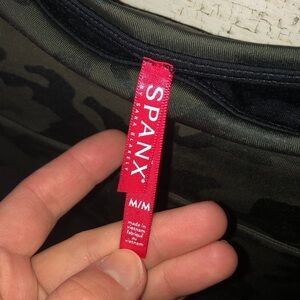 SPANX®
BY SARA BLAKELY
M/M
made in
vietnam
fabriqué
au
vietnam